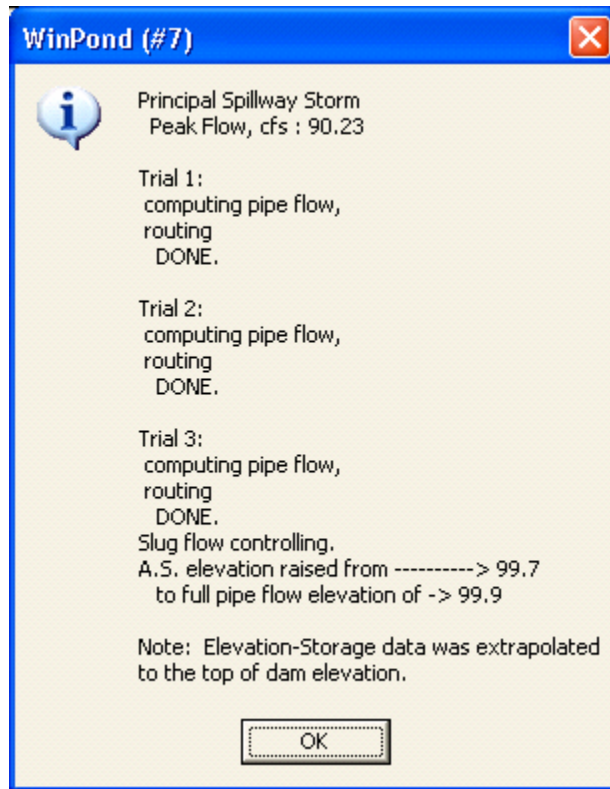 WinPond (#7)
Principal Spillway Storm
Peak Flow, cfs : 90.23
Trial 1:
computing pipe flow,
routing
DONE.
Trial 2:
computing pipe flow,
routing
DONE.
Trial 3:
computing pipe flow,
routing
DONE.
Slug flow controlling.
A.S. elevation raised from ----------> 99.7
to full pipe flow elevation of -> 99.9
Note:  Elevation-Storage data was extrapolated
to the top of dam elevation.
OK